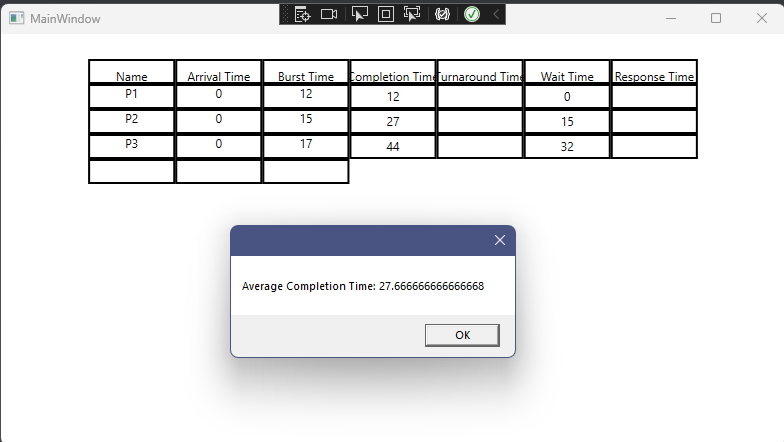 MainWindow
Name Arrival Time Burst Time Completion Time Turnaround Time Wait Time Response Time
P1 0 12 12 0
P2 0 15 27 15
P3 0 17 44 32
Average Completion Time: 27.666666666666668
OK